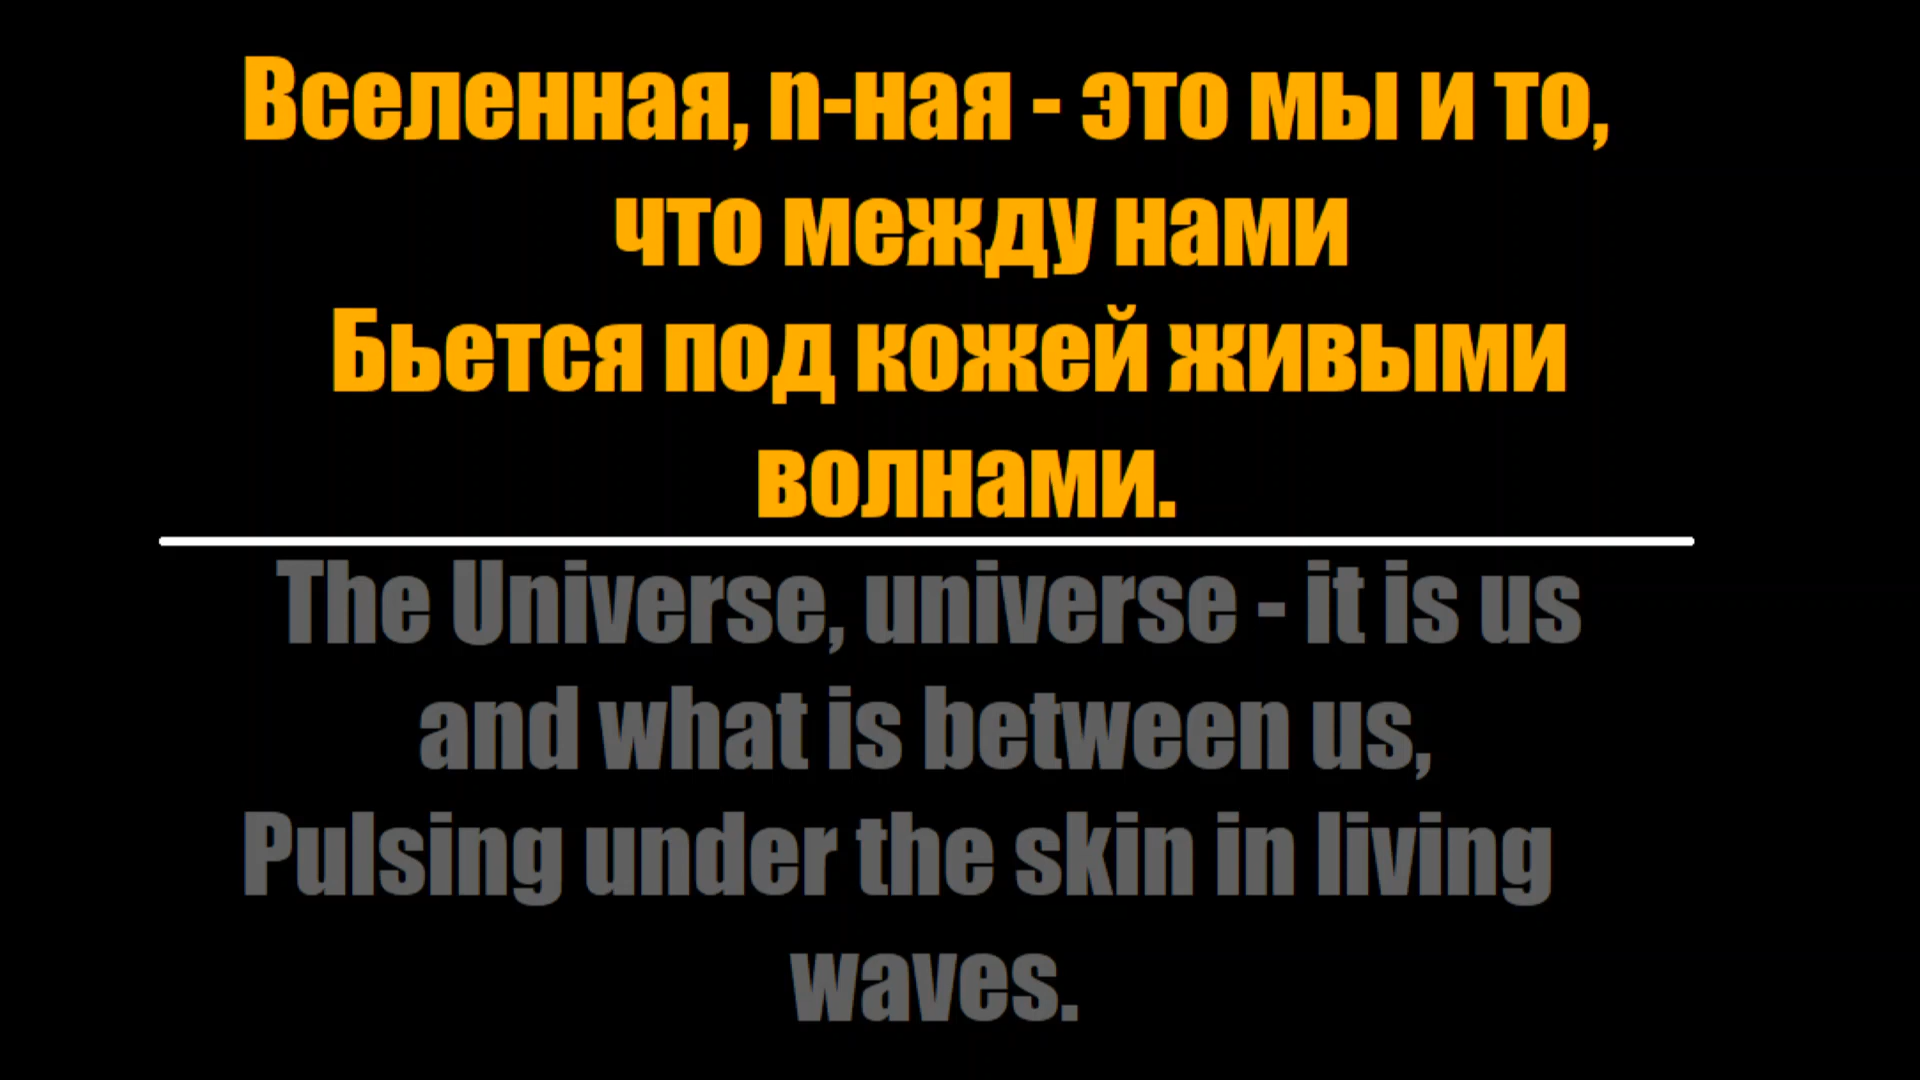 Вселенная, n-ная - это мы и то,
что между нами
Бьется под кожей живыми
волнами.
The Universe, universe - it is us
and what is between us,
Pulsing under the skin in living
waves.